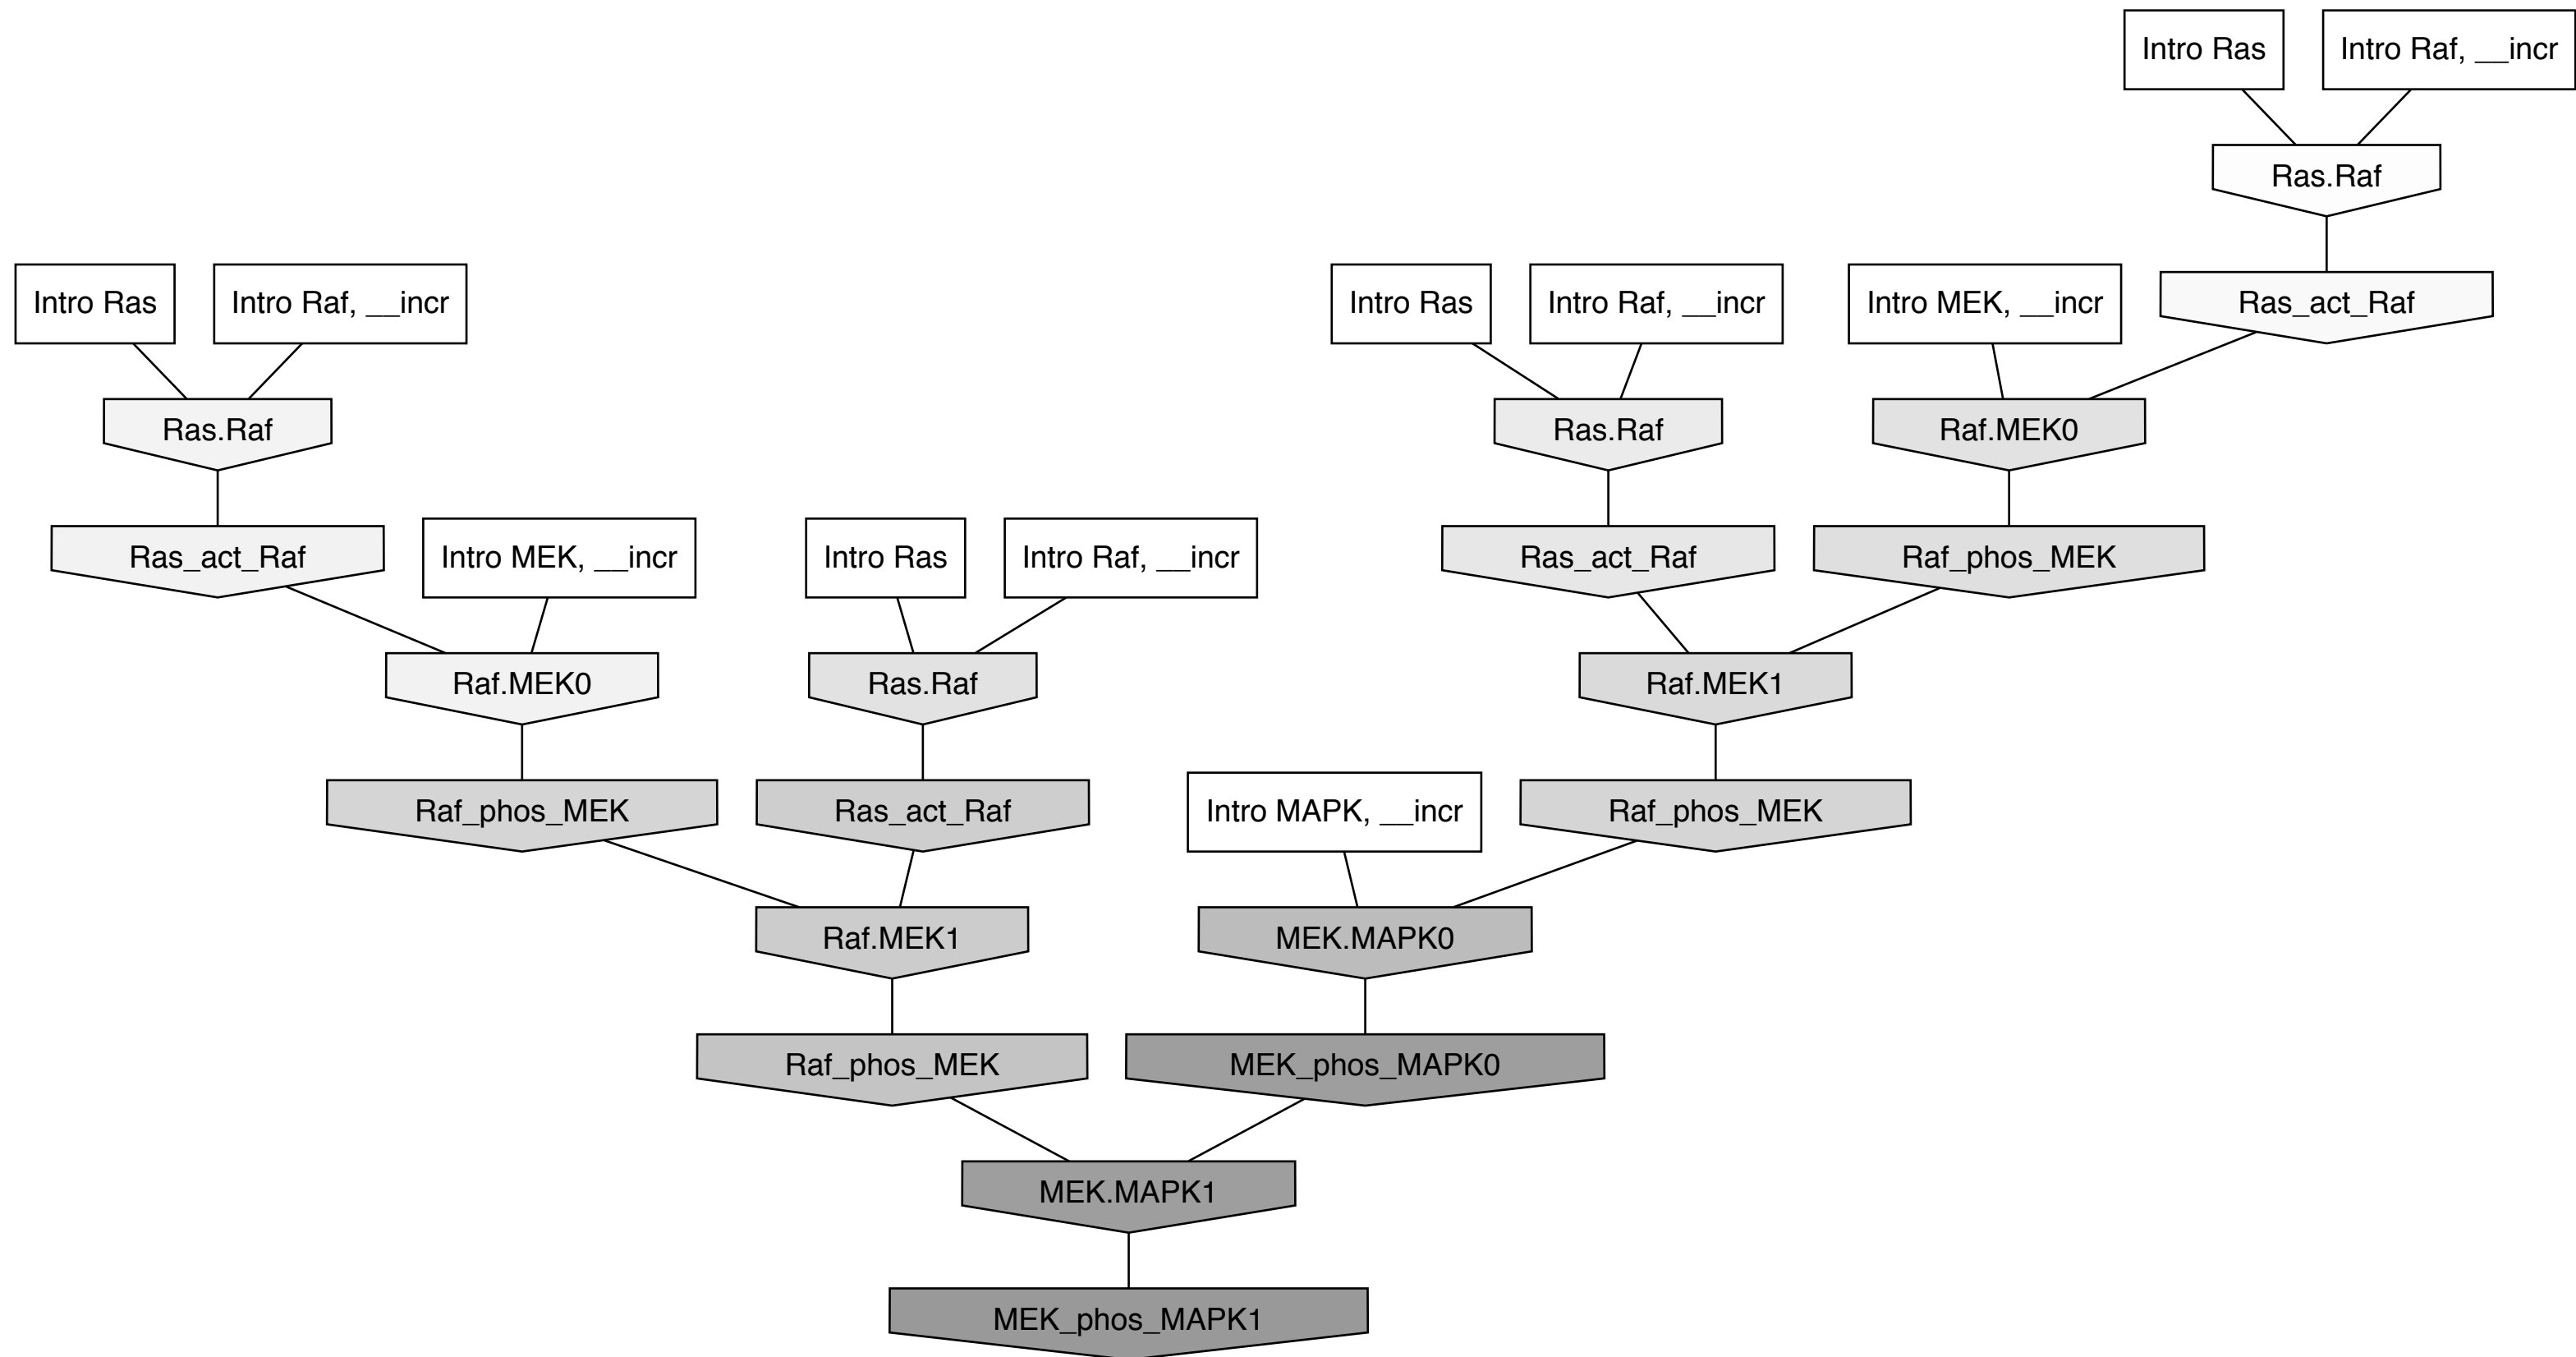 Intro Ras
Intro Raf, __incr
Ras.Raf
Intro Ras
Intro Raf, __incr
Intro Ras
Intro Raf, __incr
Intro MEK, __incr
Ras_act_Raf
Ras.Raf
Ras.Raf
Raf.MEK0
Ras_act_Raf
Intro MEK, __incr
Intro Ras
Intro Raf, __incr
Ras_act_Raf
Raf_phos_MEK
Raf.MEK0
Ras.Raf
Raf.MEK1
Raf_phos_MEK
Ras_act_Raf
Intro MAPK, __incr
Raf_phos_MEK
Raf.MEK1
MEK.MAPK0
Raf_phos_MEK
MEK_phos_MAPK0
MEK.MAPK1
MEK_phos_MAPK1